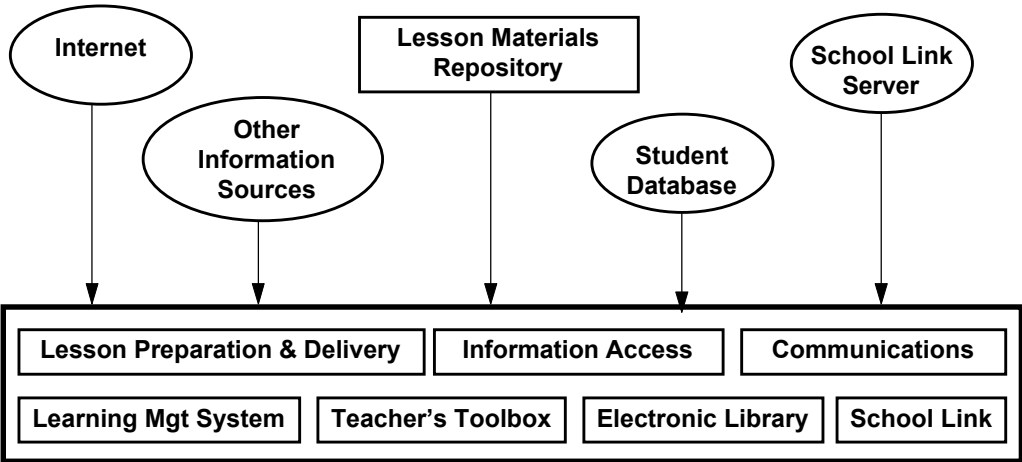 Internet
Lesson Materials
Repository
School Link
Server
Other
Information
Sources
Student
Database
Lesson Preparation & Delivery
Information Access
Communications
Learning Mgt System
Teacher’s Toolbox
Electronic Library
School Link